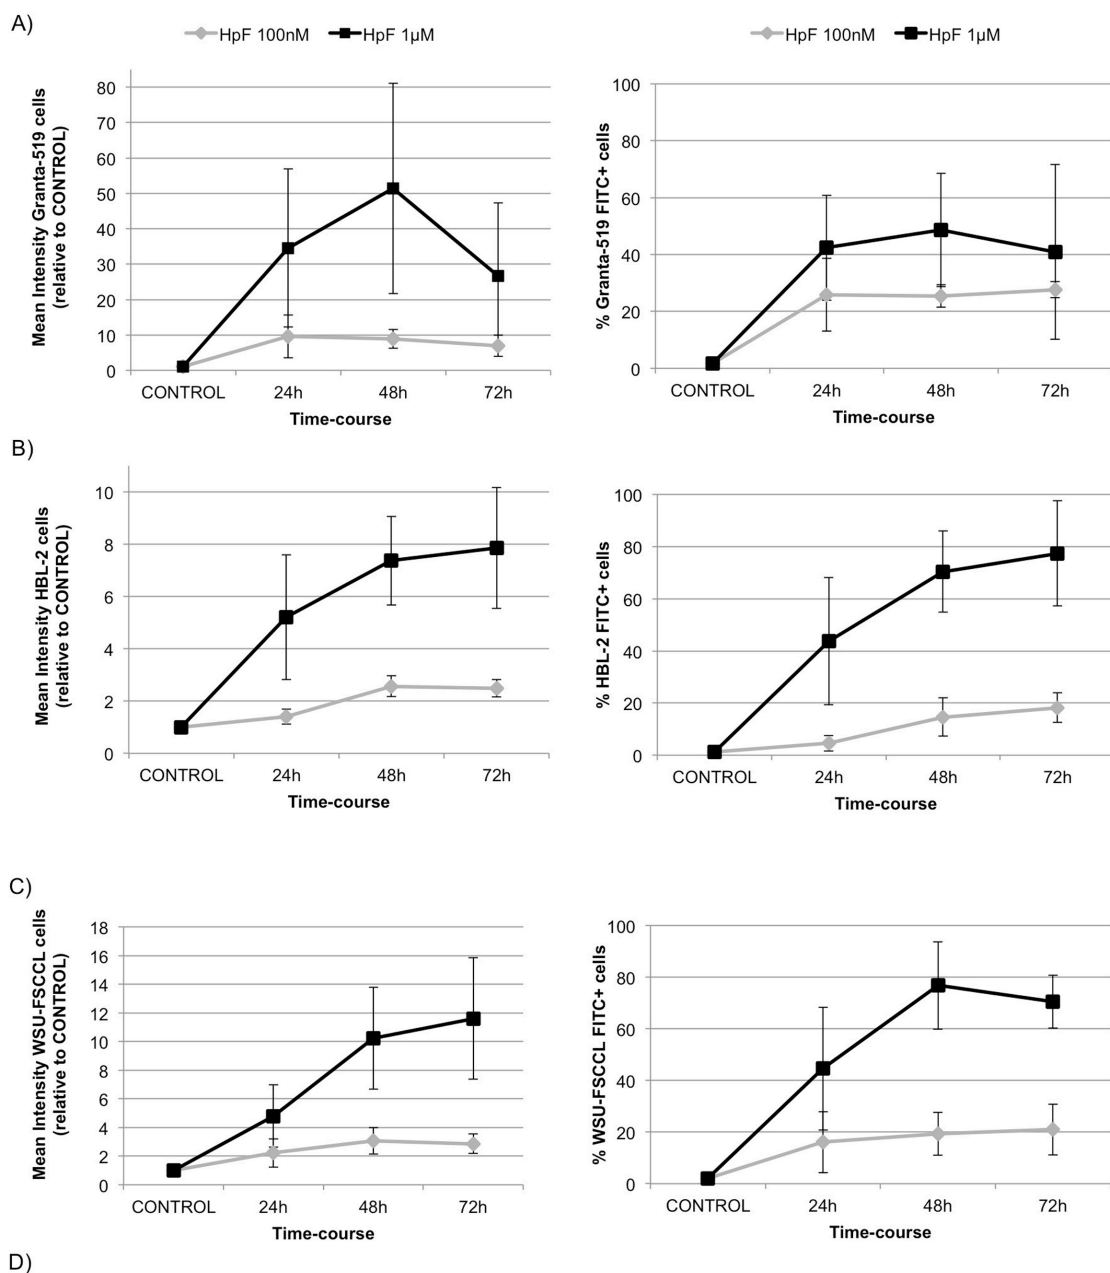 A)
HpF 100nM HpF 1µM
HpF 100nM HpF 1µM
Mean Intensity Granta-519 cells
(relative to CONTROL)
80
70
60
50
40
30
20
10
0
CONTROL 24h 48h 72h
Time-course
% Granta-519 FITC+ cells
100
80
60
40
20
0
CONTROL 24h 48h 72h
Time-course
B)
Mean Intensity HBL-2 cells
(relative to CONTROL)
10
8
6
4
2
0
CONTROL 24h 48h 72h
Time-course
% HBL-2 FITC+ cells
100
80
60
40
20
0
CONTROL 24h 48h 72h
Time-course
C)
Mean Intensity WSU-FSCCL cells
(relative to CONTROL)
18
16
14
12
10
8
6
4
2
0
CONTROL 24h 48h 72h
Time-course
% WSU-FSCCL FITC+ cells
100
80
60
40
20
0
CONTROL 24h 48h 72h
Time-course
D)